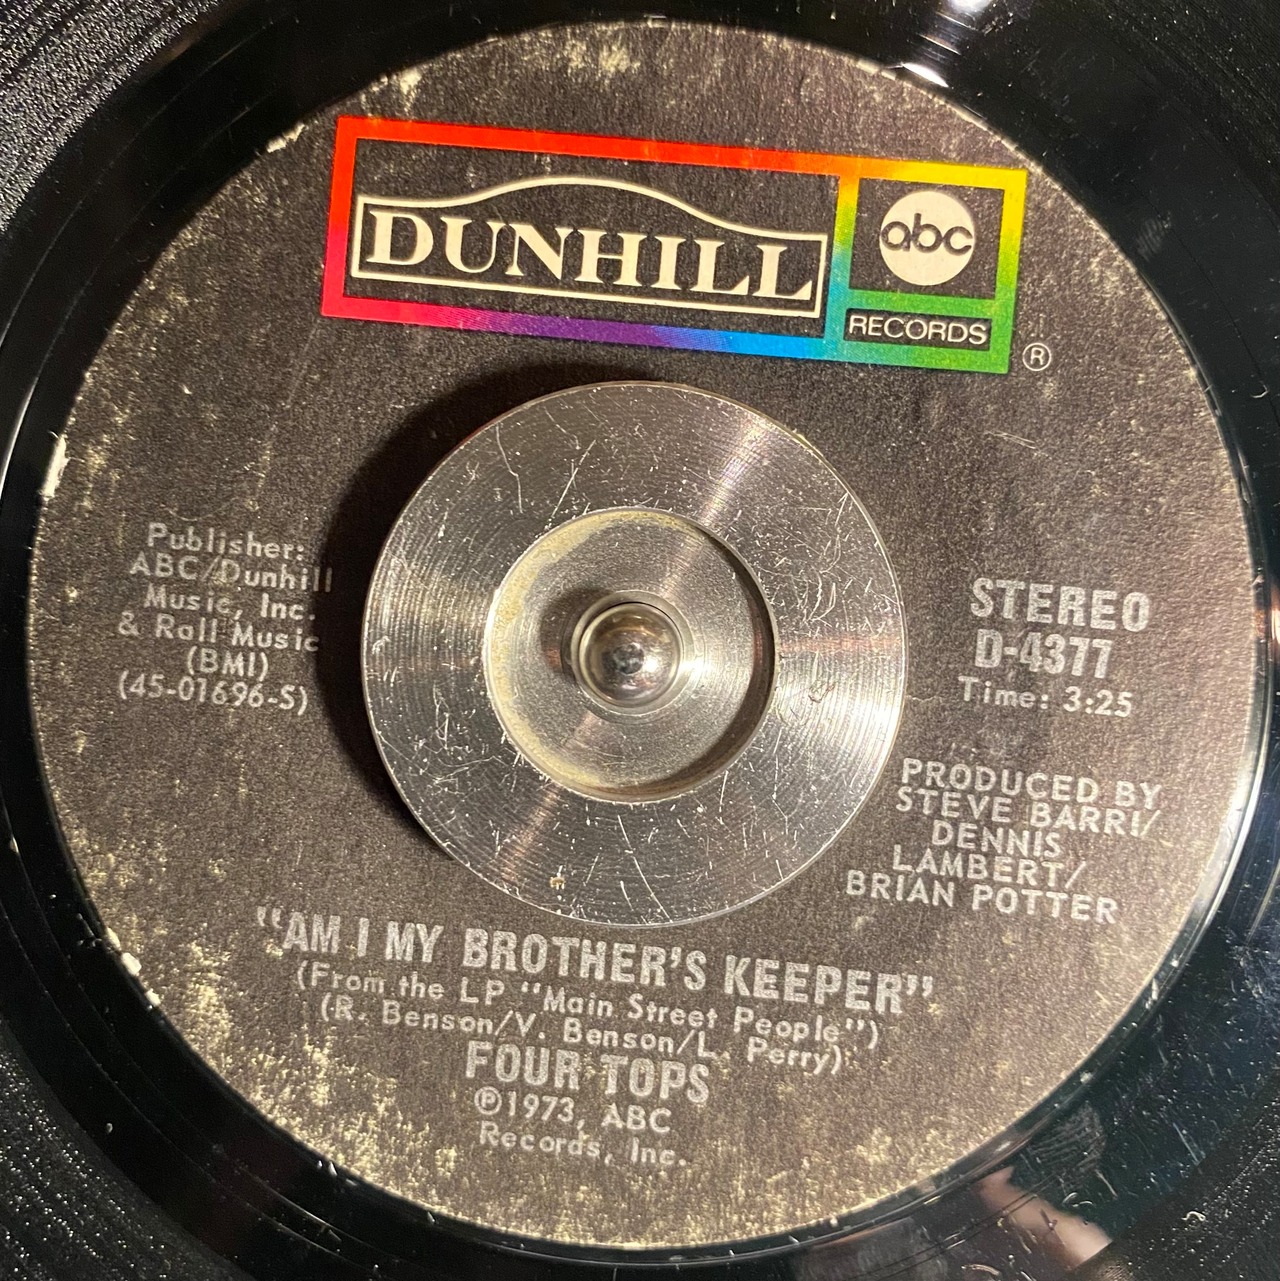 DUNHILL
abc
RECORDS
®
Publisher:
ABC/Dunhill
Music, Inc.
& Rall Music
(BMI)
(45-01696-S)
STEREO
D-4377
Time: 3:25
PRODUCED BY
STEVE BARRI/
DENNIS
LAMBERT/
BRIAN POTTER
"AM I MY BROTHER'S KEEPER"
(From the LP "Main Street People")
(R. Benson/V. Benson/L. Perry)
FOUR TOPS
℗1973, ABC
Records, Inc.